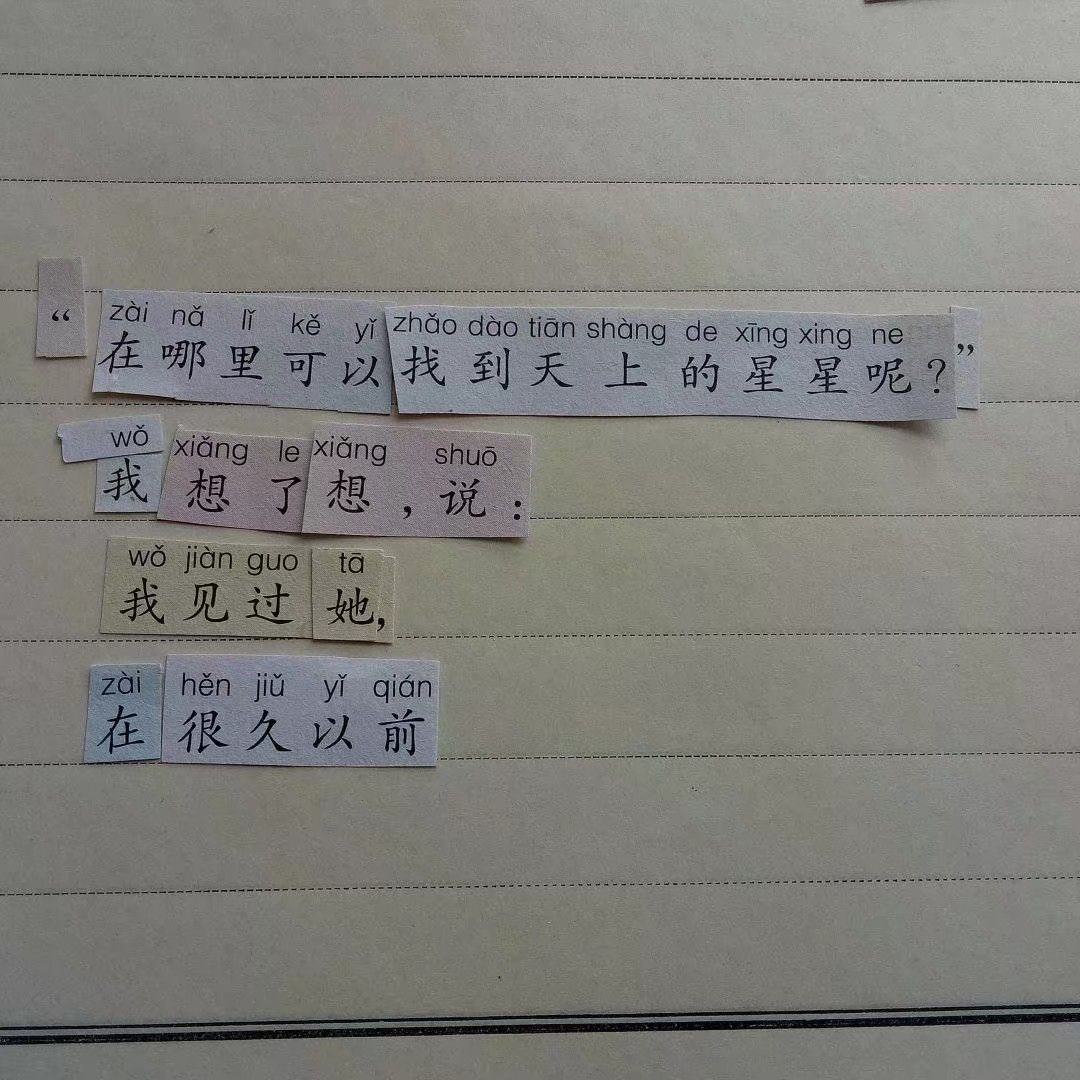 zài nǎ lǐ kě yǐ zhǎo dào tiān shàng de xīng xing ne
“在哪里可以找到天上的星星呢？”
wǒ xiǎng le xiǎng shuō
我想了想，说：
wǒ jiàn guo tā
我见过她，
zài hěn jiǔ yǐ qián
在很久以前